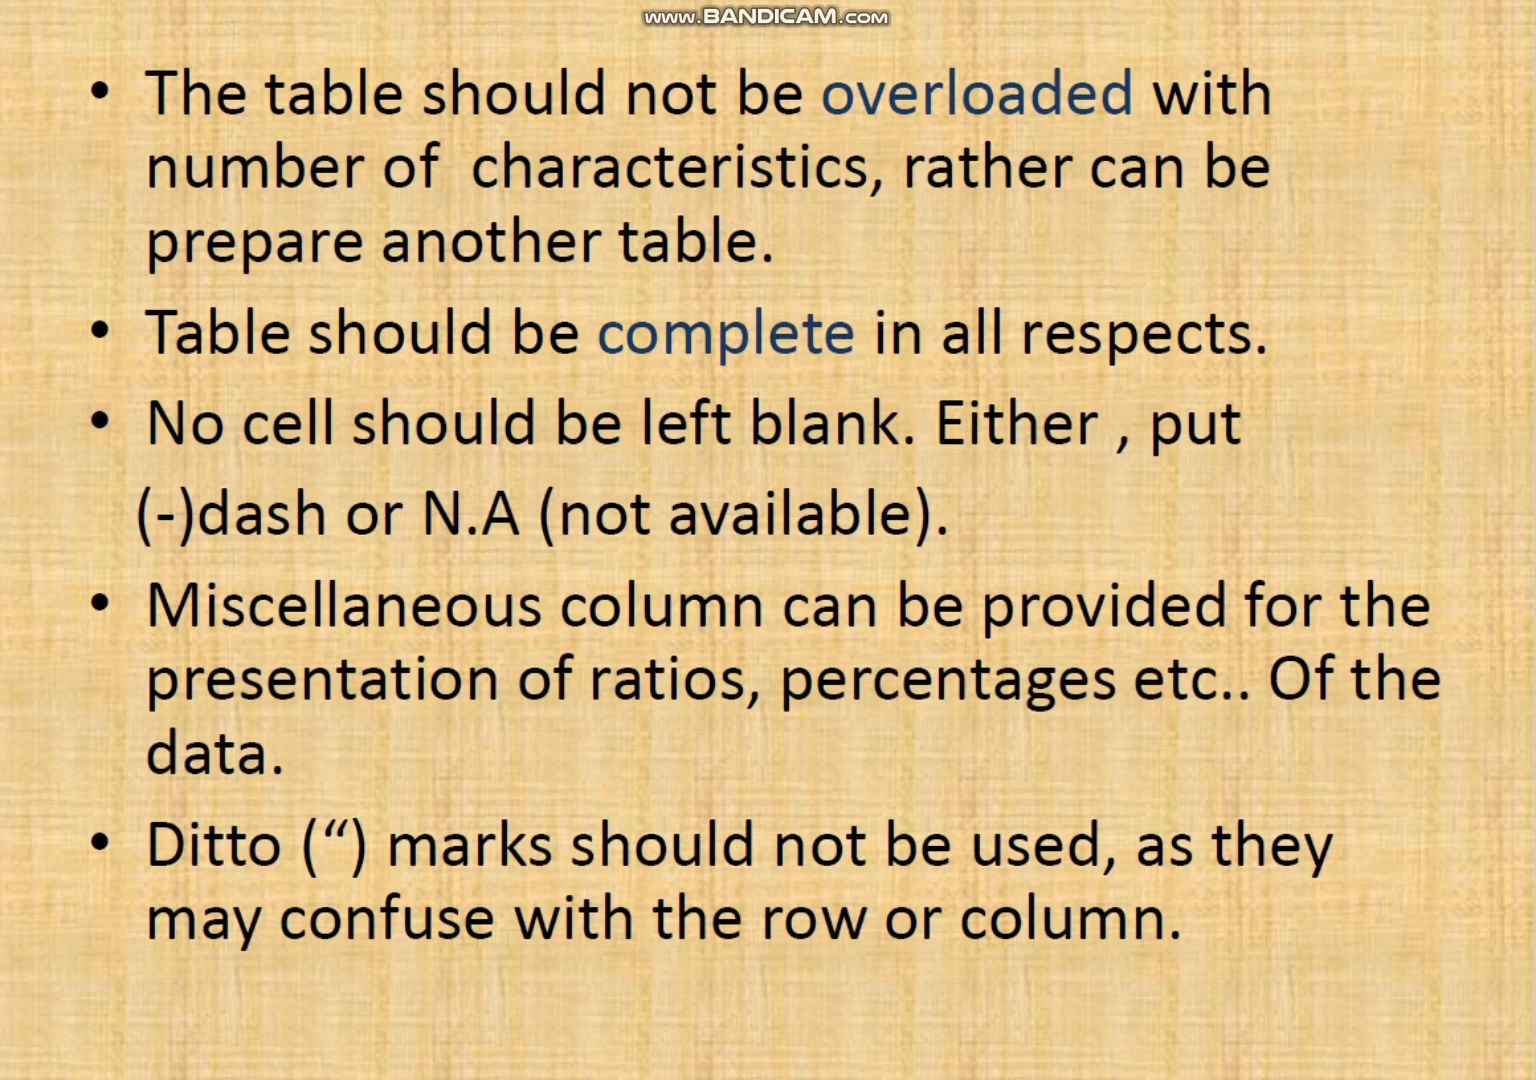 www.BANDICAM.com
• The table should not be overloaded with
number of  characteristics, rather can be
prepare another table.
• Table should be complete in all respects.
• No cell should be left blank. Either , put
(-)dash or N.A (not available).
• Miscellaneous column can be provided for the
presentation of ratios, percentages etc.. Of the
data.
• Ditto (“) marks should not be used, as they
may confuse with the row or column.